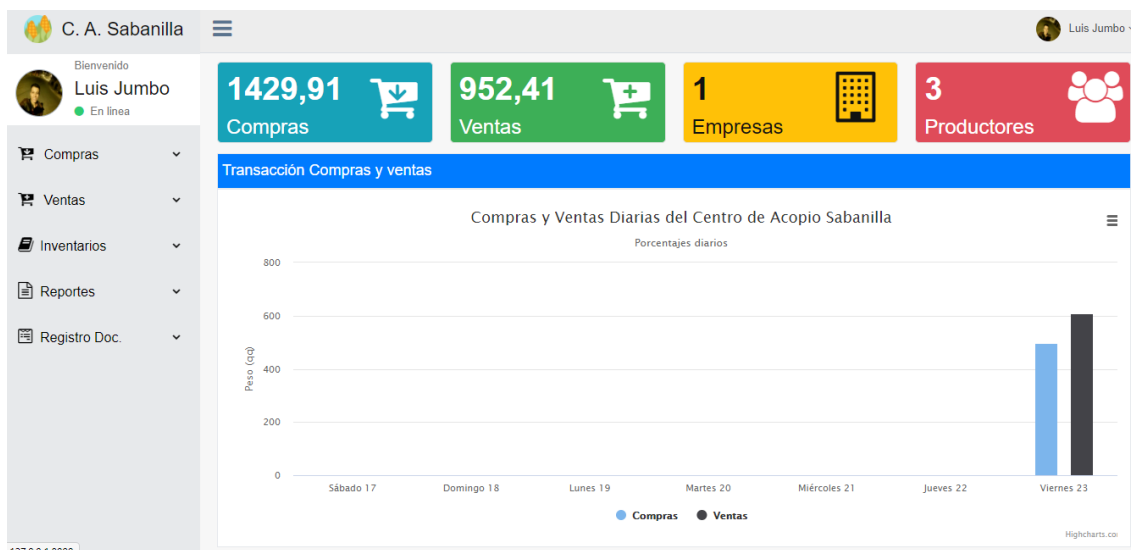 C. A. Sabanilla
Luis Jumbo
Bienvenido
Luis Jumbo
En línea
Compras
Ventas
Inventarios
Reportes
Registro Doc.
1429,91
Compras
952,41
Ventas
1
Empresas
3
Productores
Transacción Compras y ventas
Compras y Ventas Diarias del Centro de Acopio Sabanilla
Porcentajes diarios
Peso (qq)
800
600
400
200
0
Sábado 17 Domingo 18 Lunes 19 Martes 20 Miércoles 21 Jueves 22 Viernes 23
Compras Ventas
Highcharts.co